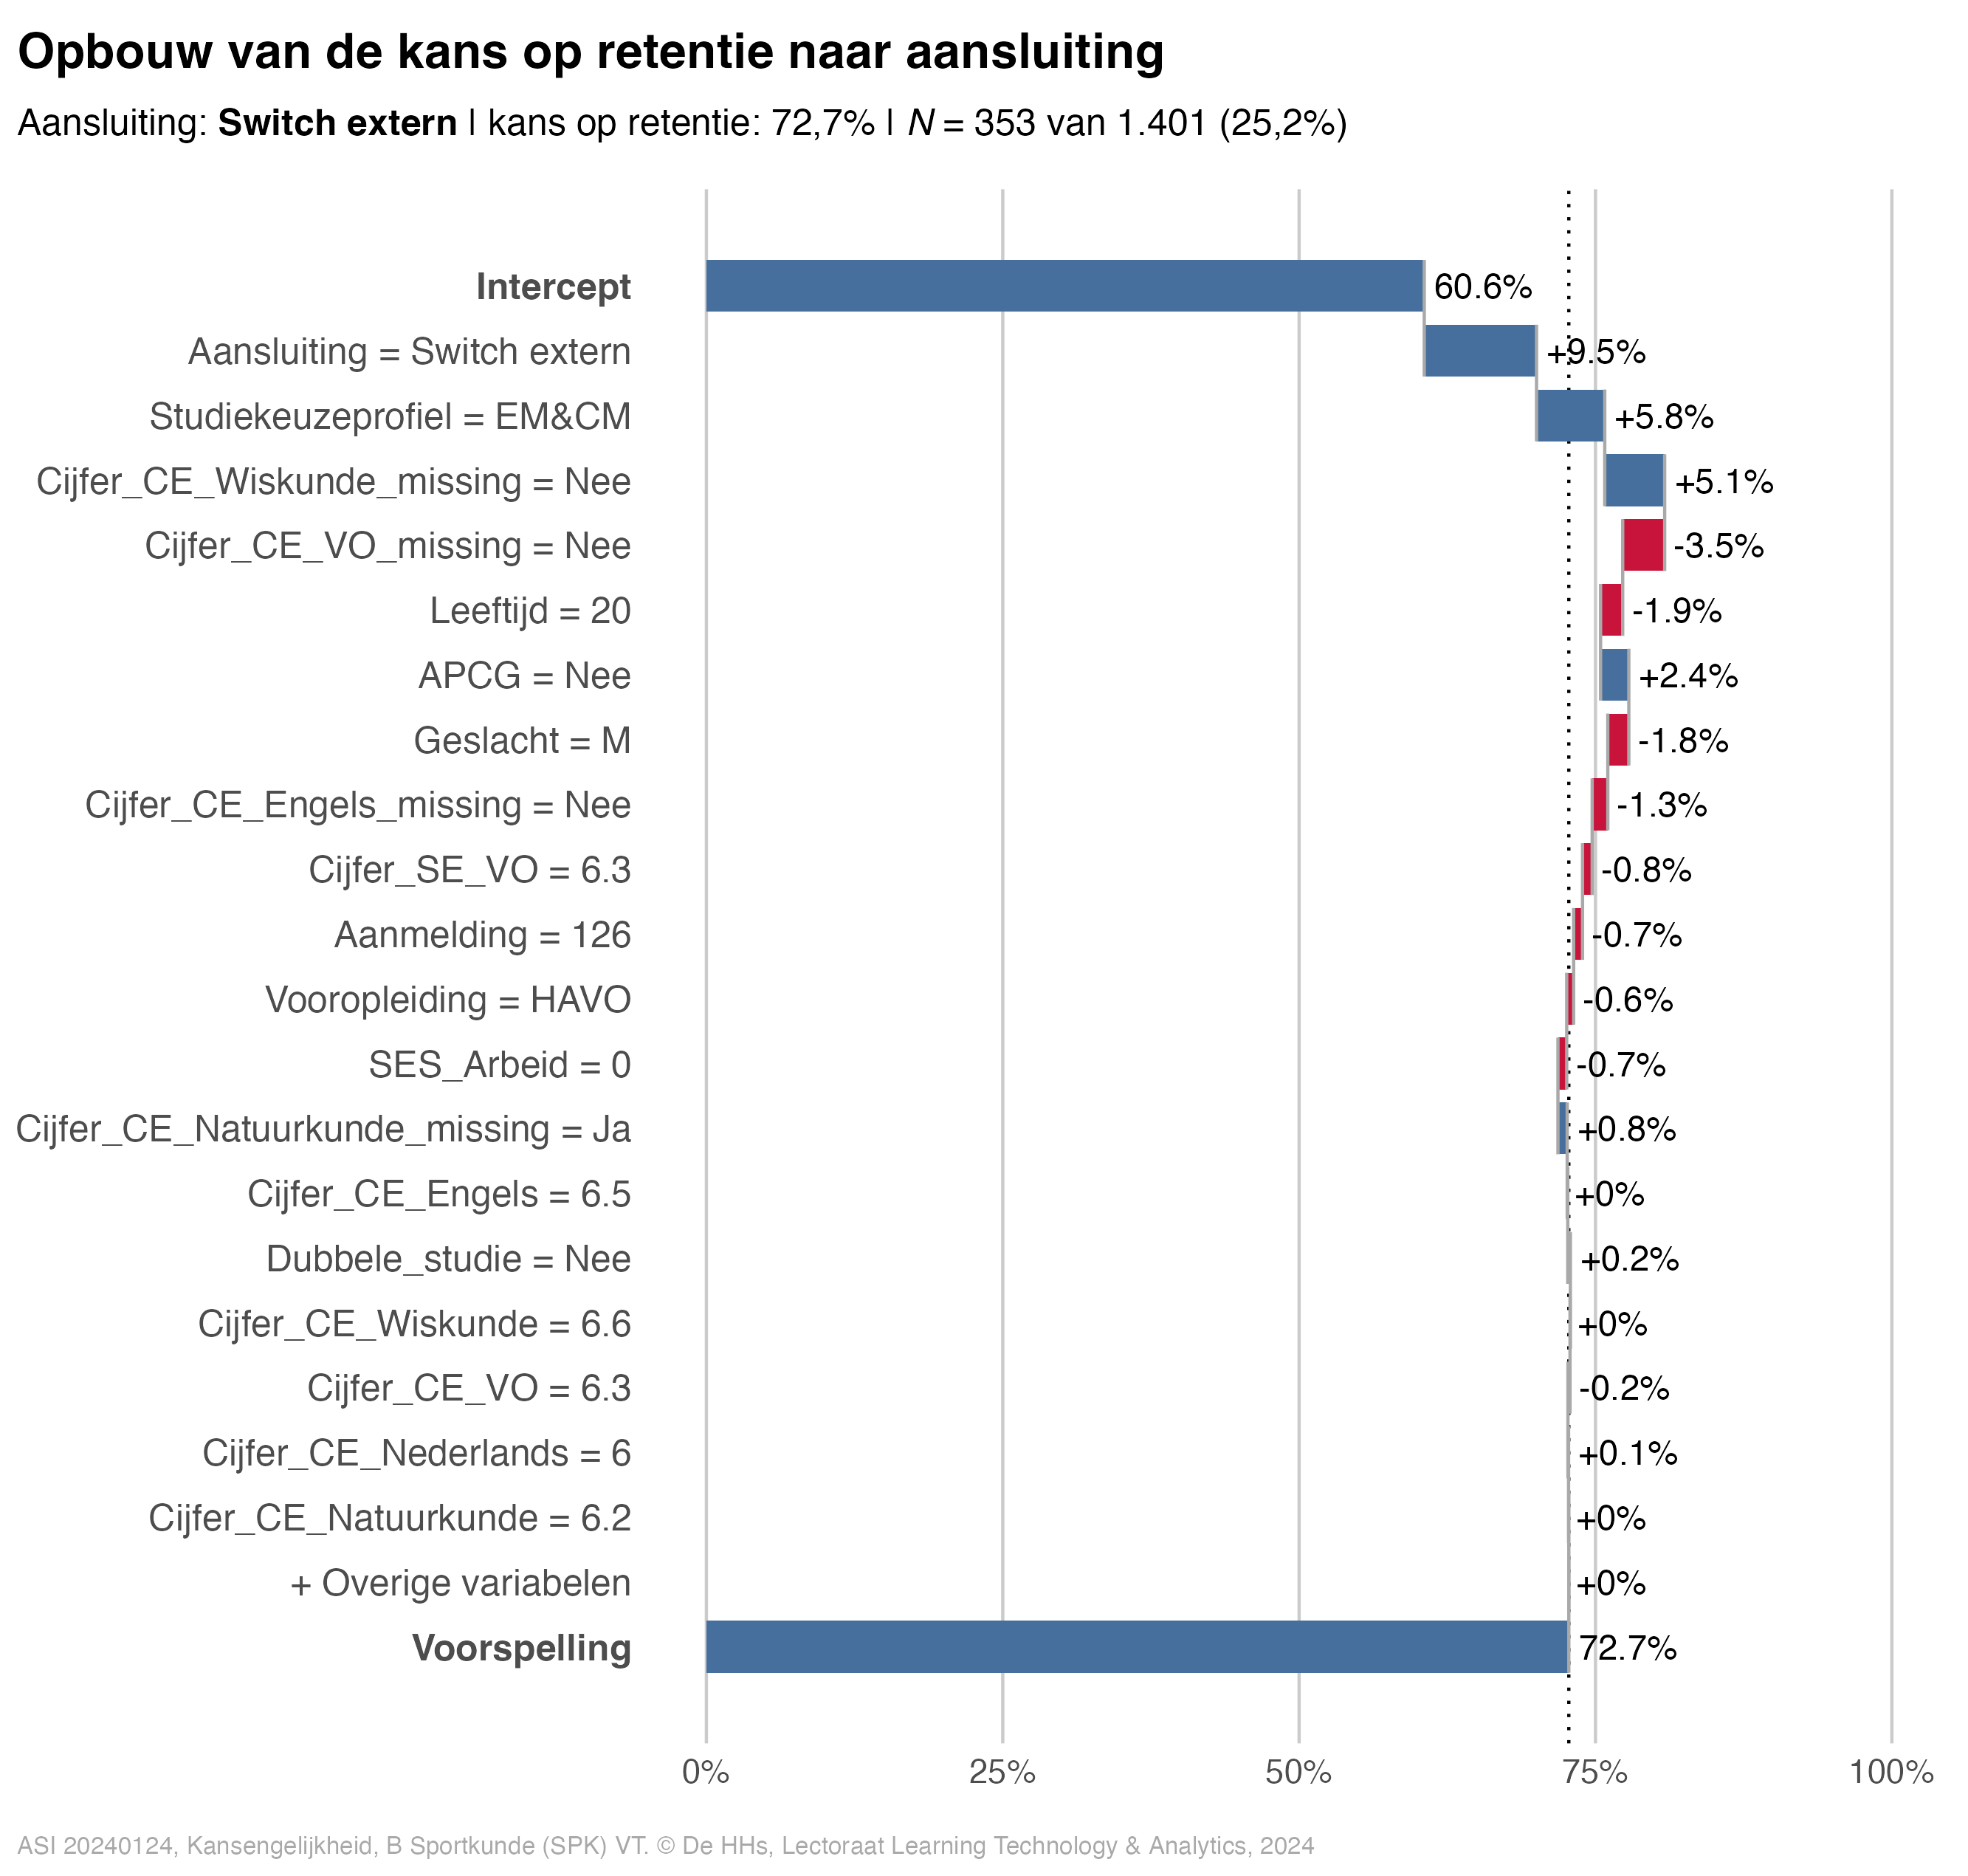 Opbouw van de kans op retentie naar aansluiting
Aansluiting: Switch extern | kans op retentie: 72,7% | N = 353 van 1.401 (25,2%)
Intercept 60.6%
Aansluiting = Switch extern +9.5%
Studiekeuzeprofiel = EM&CM +5.8%
Cijfer_CE_Wiskunde_missing = Nee +5.1%
Cijfer_CE_VO_missing = Nee -3.5%
Leeftijd = 20 -1.9%
APCG = Nee +2.4%
Geslacht = M -1.8%
Cijfer_CE_Engels_missing = Nee -1.3%
Cijfer_SE_VO = 6.3 -0.8%
Aanmelding = 126 -0.7%
Vooropleiding = HAVO -0.6%
SES_Arbeid = 0 -0.7%
Cijfer_CE_Natuurkunde_missing = Ja +0.8%
Cijfer_CE_Engels = 6.5 +0%
Dubbele_studie = Nee +0.2%
Cijfer_CE_Wiskunde = 6.6 +0%
Cijfer_CE_VO = 6.3 -0.2%
Cijfer_CE_Nederlands = 6 +0.1%
Cijfer_CE_Natuurkunde = 6.2 +0%
+ Overige variabelen +0%
Voorspelling 72.7%
0% 25% 50% 75% 100%
ASI 20240124, Kansengelijkheid, B Sportkunde (SPK) VT. © De HHs, Lectoraat Learning Technology & Analytics, 2024